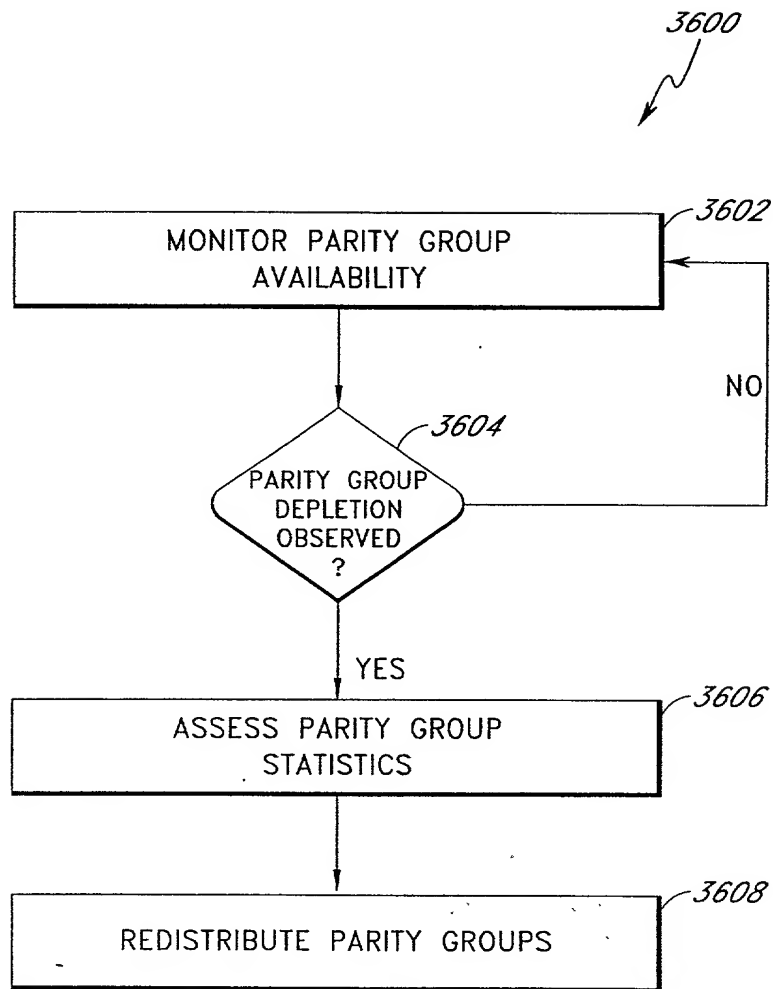 3600
3602
MONITOR PARITY GROUP
AVAILABILITY
NO
3604
PARITY GROUP
DEPLETION
OBSERVED
?
YES
3606
ASSESS PARITY GROUP
STATISTICS
3608
REDISTRIBUTE PARITY GROUPS